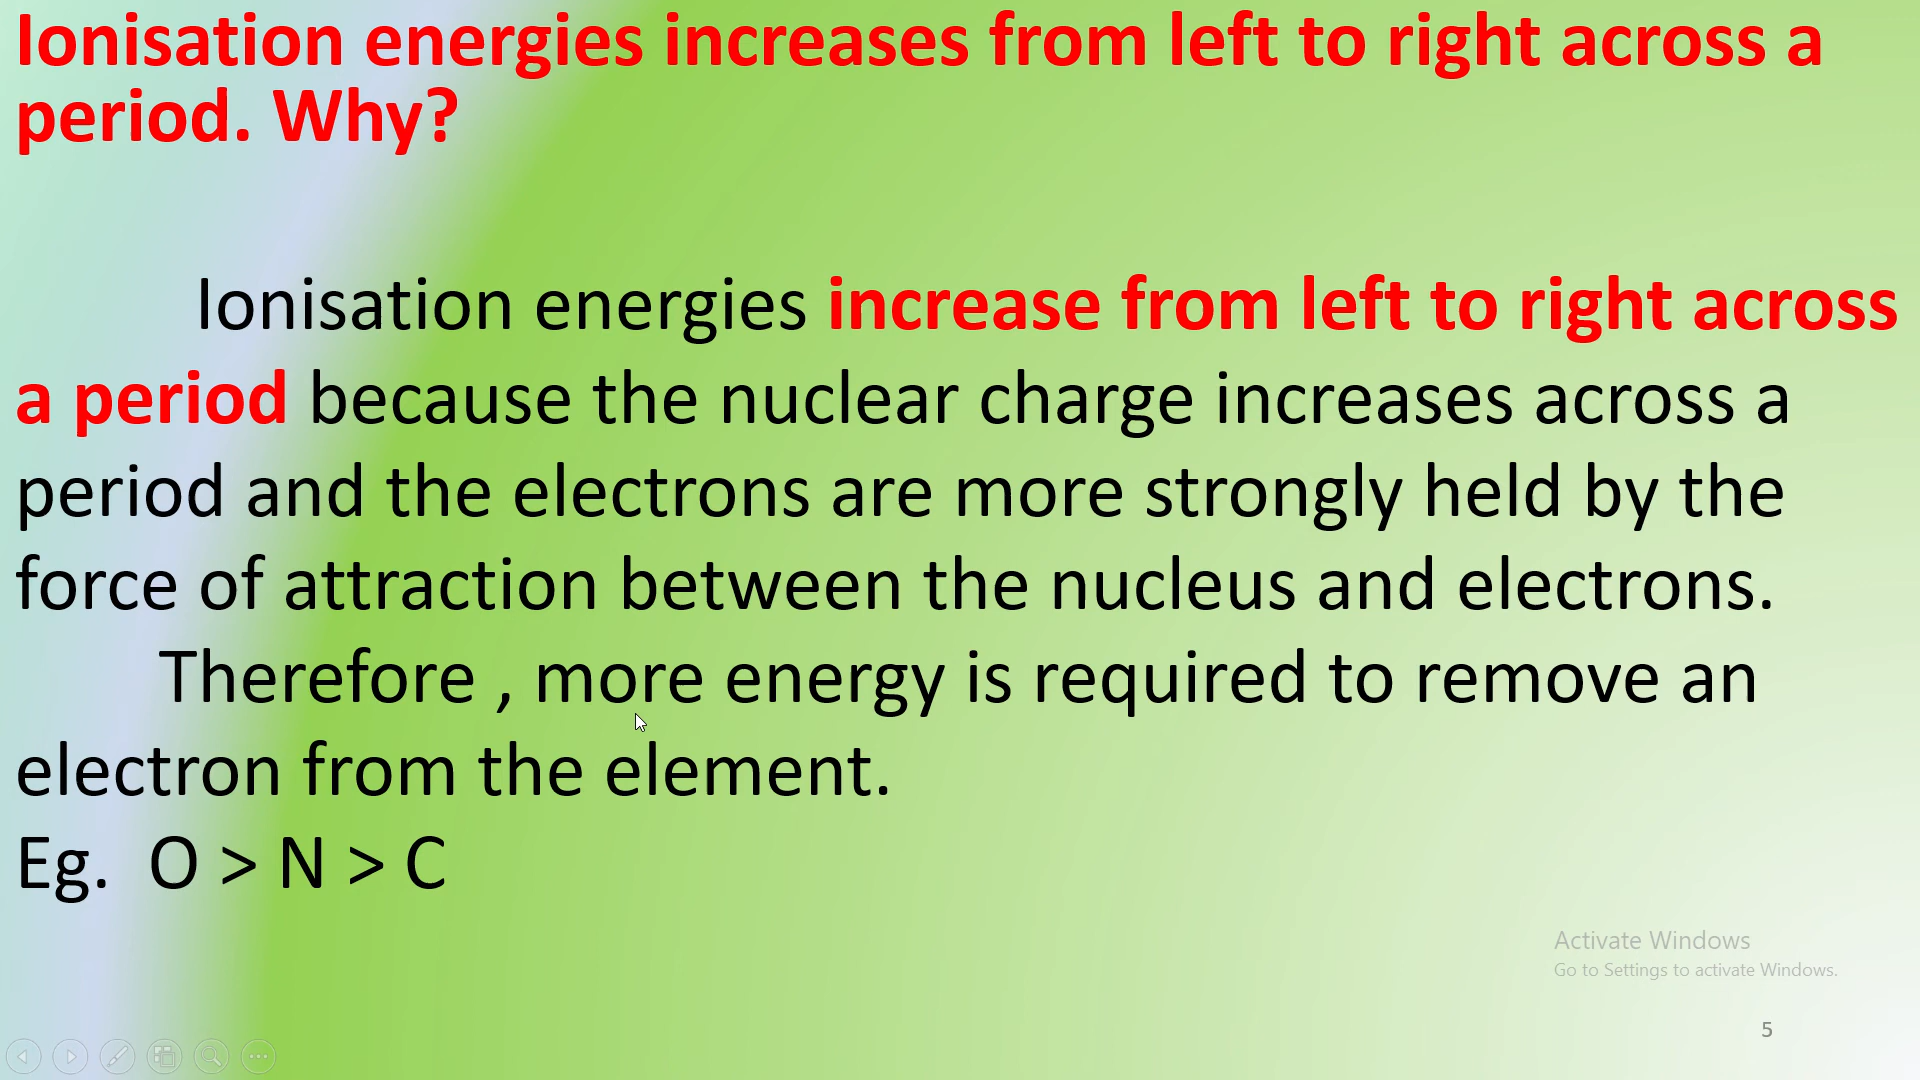 Ionisation energies increases from left to right across a
period. Why?
Ionisation energies increase from left to right across
a period because the nuclear charge increases across a
period and the electrons are more strongly held by the
force of attraction between the nucleus and electrons.
Therefore , more energy is required to remove an
electron from the element.
Eg. O > N > C
Activate Windows
Go to Settings to activate Windows.
5